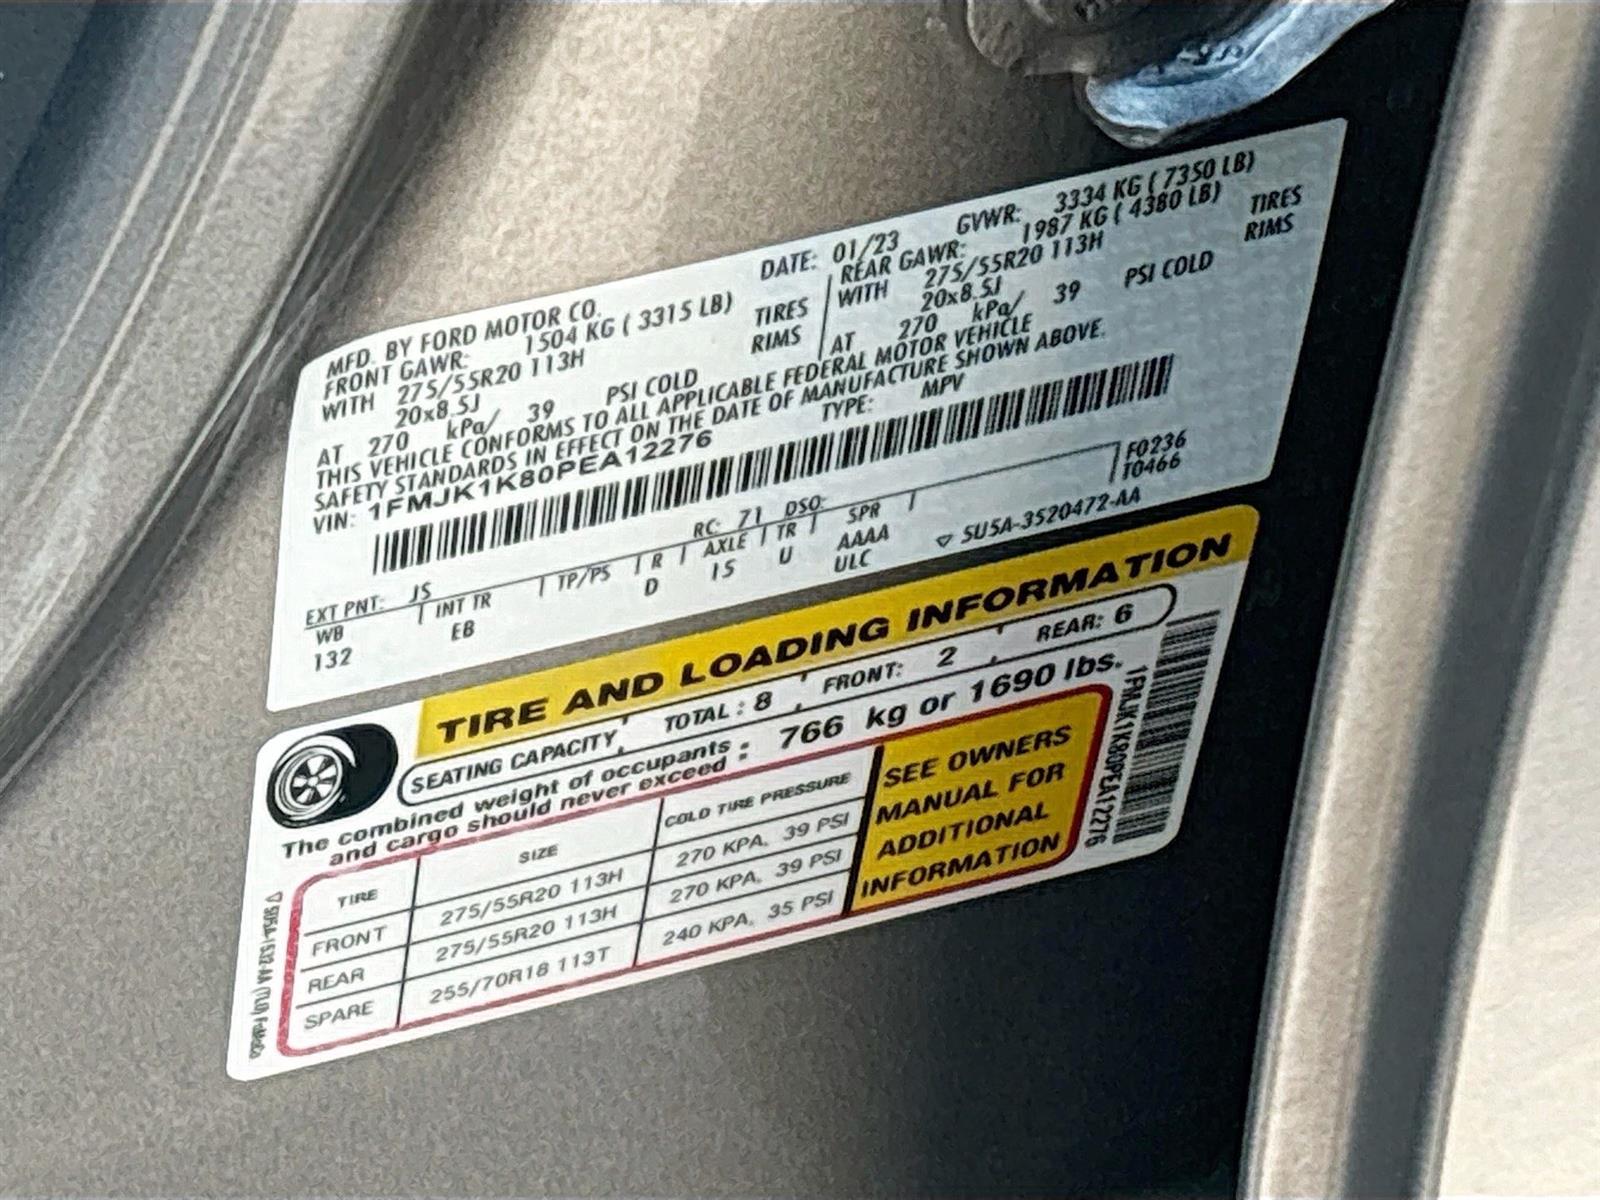 MFD. BY FORD MOTOR CO.
DATE: 01/23 GVWR: 3334 KG ( 7350 LB)
FRONT GAWR: 1504 KG ( 3315 LB)
WITH 275/55R20 113H TIRES
20x8.5J RIMS
AT 270 kPa/ 39 PSI COLD
REAR GAWR: 1987 KG ( 4380 LB)
WITH 275/55R20 113H TIRES
20x8.5J RIMS
AT 270 kPa/ 39 PSI COLD
THIS VEHICLE CONFORMS TO ALL APPLICABLE FEDERAL MOTOR VEHICLE
SAFETY STANDARDS IN EFFECT ON THE DATE OF MANUFACTURE SHOWN ABOVE.
VIN: 1FMJK1K80PEA12276 TYPE: MPV
F0236
T0466
EXT PNT: JS RC: 71 DSO:
WB INT TR TP/PS R AXLE TR SPR
132 EB D I5 U AAAA
ULC
▽ 5U5A-3520472-AA
TIRE AND LOADING INFORMATION
SEATING CAPACITY, TOTAL : 8 , FRONT: 2 , REAR: 6
The combined weight of occupants : 766 kg or 1690 lbs.
and cargo should never exceed :
TIRE SIZE COLD TIRE PRESSURE
FRONT 275/55R20 113H 270 KPA, 39 PSI
REAR 275/55R20 113H 270 KPA, 39 PSI
SPARE 255/70R18 113T 240 KPA, 35 PSI
SEE OWNERS
MANUAL FOR
ADDITIONAL
INFORMATION
1FMJK1K80PEA12276